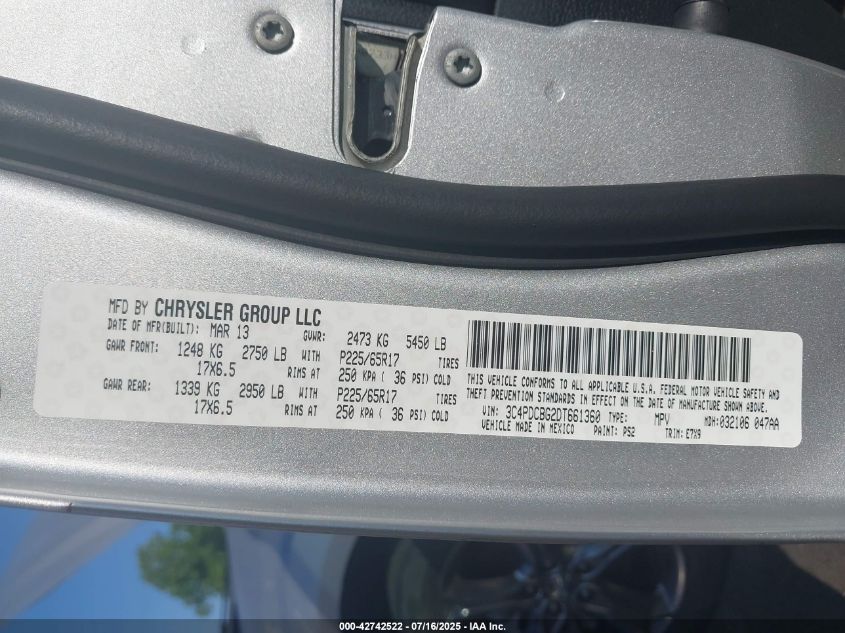 MFD BY CHRYSLER GROUP LLC
DATE OF MFR(BUILT): MAR 13 GVWR: 2473 KG 5450 LB
GAWR FRONT: 1248 KG 2750 LB WITH P225/65R17 TIRES
17X6.5 RIMS AT 250 KPA ( 36 PSI) COLD
GAWR REAR: 1339 KG 2950 LB WITH P225/65R17 TIRES
17X6.5 RIMS AT 250 KPA ( 36 PSI) COLD
THIS VEHICLE CONFORMS TO ALL APPLICABLE U.S.A. FEDERAL MOTOR VEHICLE SAFETY AND
THEFT PREVENTION STANDARDS IN EFFECT ON THE DATE OF MANUFACTURE SHOWN ABOVE.
VIN: 3C4PDCBG2DT661360 TYPE: MPV MDH:032106 047AA
VEHICLE MADE IN MEXICO PAINT: PS2 TRIM: E7X9
000-42742522 - 07/16/2025 - IAA Inc.